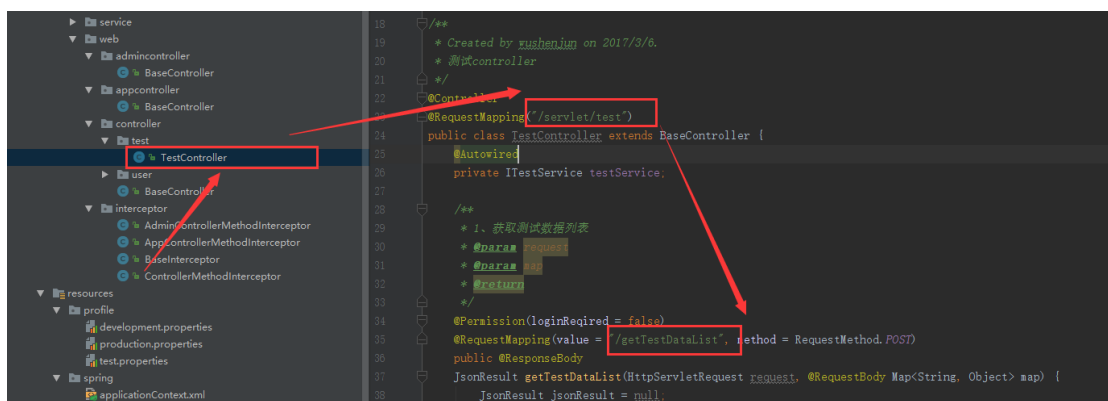 service
web
admincontroller
BaseController
appcontroller
BaseController
controller
test
TestController
user
BaseController
interceptor
AdminControllerMethodInterceptor
AppControllerMethodInterceptor
BaseInterceptor
ControllerMethodInterceptor
resources
profile
development.properties
production.properties
test.properties
spring
applicationContext.xml
18 /**
19 * Created by wushenjun on 2017/3/6.
20 * 测试controller
21 */
22 @Controller
23 @RequestMapping("/servlet/test")
24 public class TestController extends BaseController {
25 @Autowired
26 private ITestService testService;
27
28 /**
29 * 1、获取测试数据列表
30 * @param request
31 * @param map
32 * @return
33 */
34 @Permission(loginReqired = false)
35 @RequestMapping(value = "/getTestDataList", method = RequestMethod.POST)
36 public @ResponseBody
37 JsonResult getTestDataList(HttpServletRequest request, @RequestBody Map<String, Object> map) {
38 JsonResult jsonResult = null;